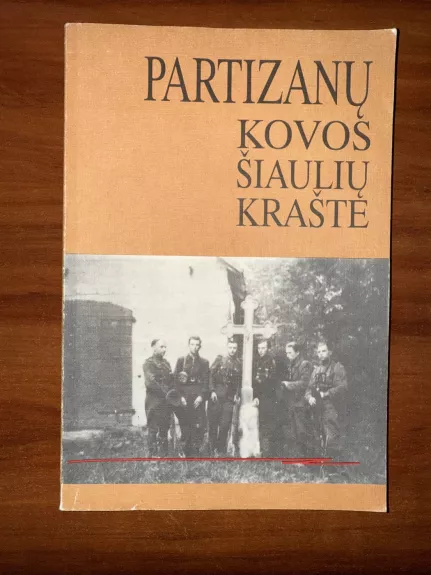 PARTIZANŲ
KOVOS
ŠIAULIŲ
KRAŠTE